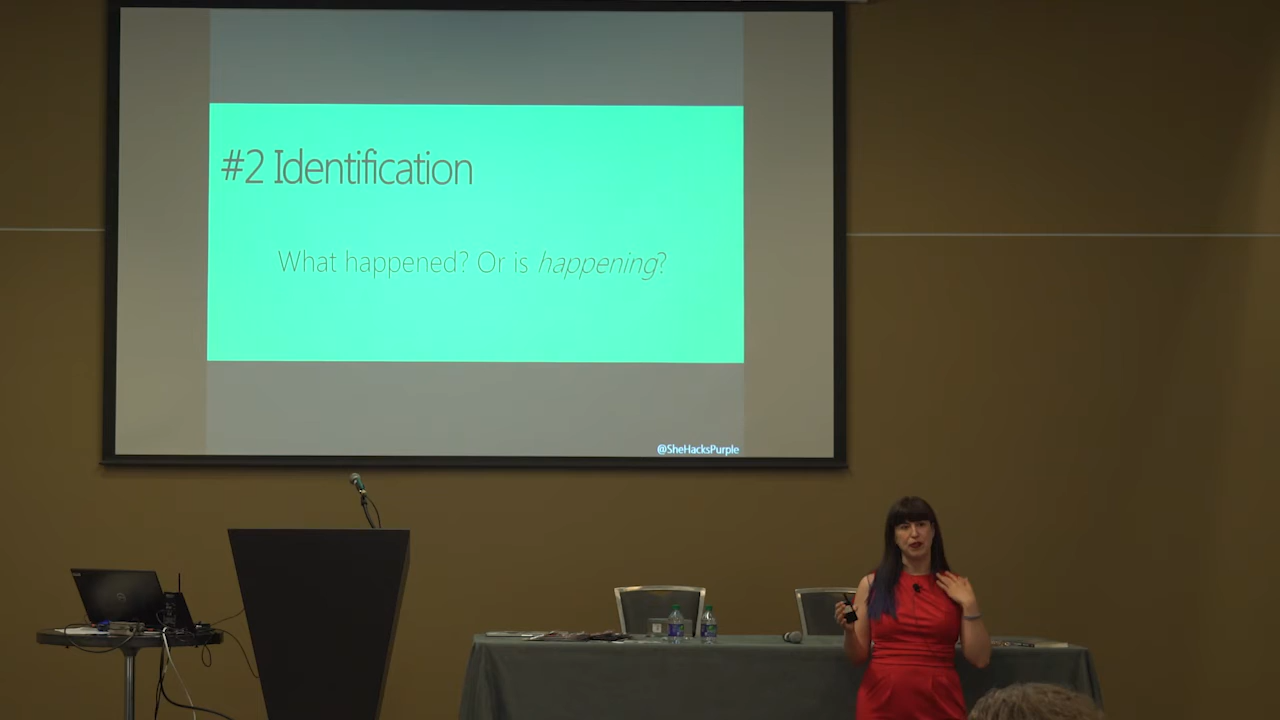 #2 Identification
What happened? Or is happening?
@SheHacksPurple